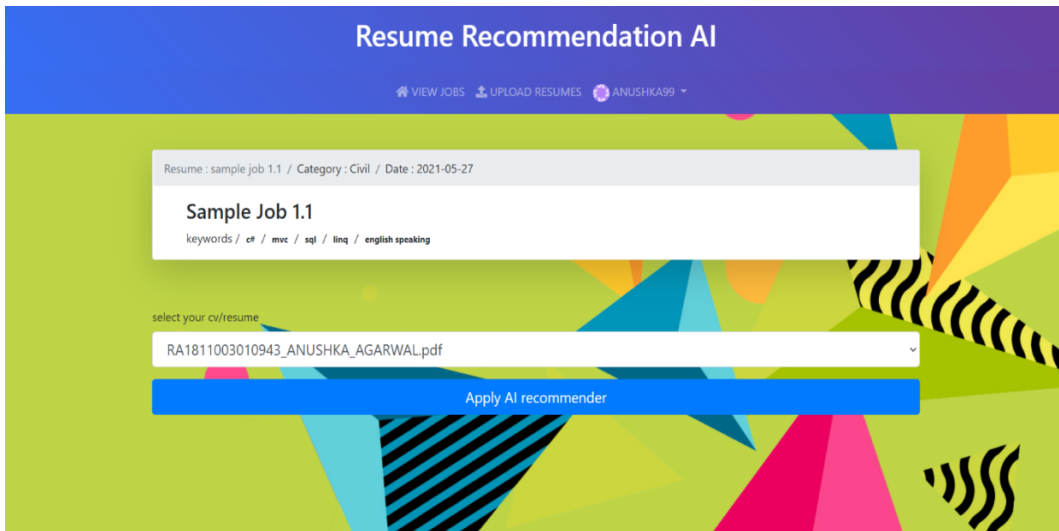 Resume Recommendation AI
VIEW JOBS UPLOAD RESUMES ANUSHKA99
Resume : sample job 1.1 / Category : Civil / Date : 2021-05-27
Sample Job 1.1
keywords / c# / mvc / sql / linq / english speaking
select your cv/resume
RA1811003010943_ANUSHKA_AGARWAL.pdf
Apply AI recommender